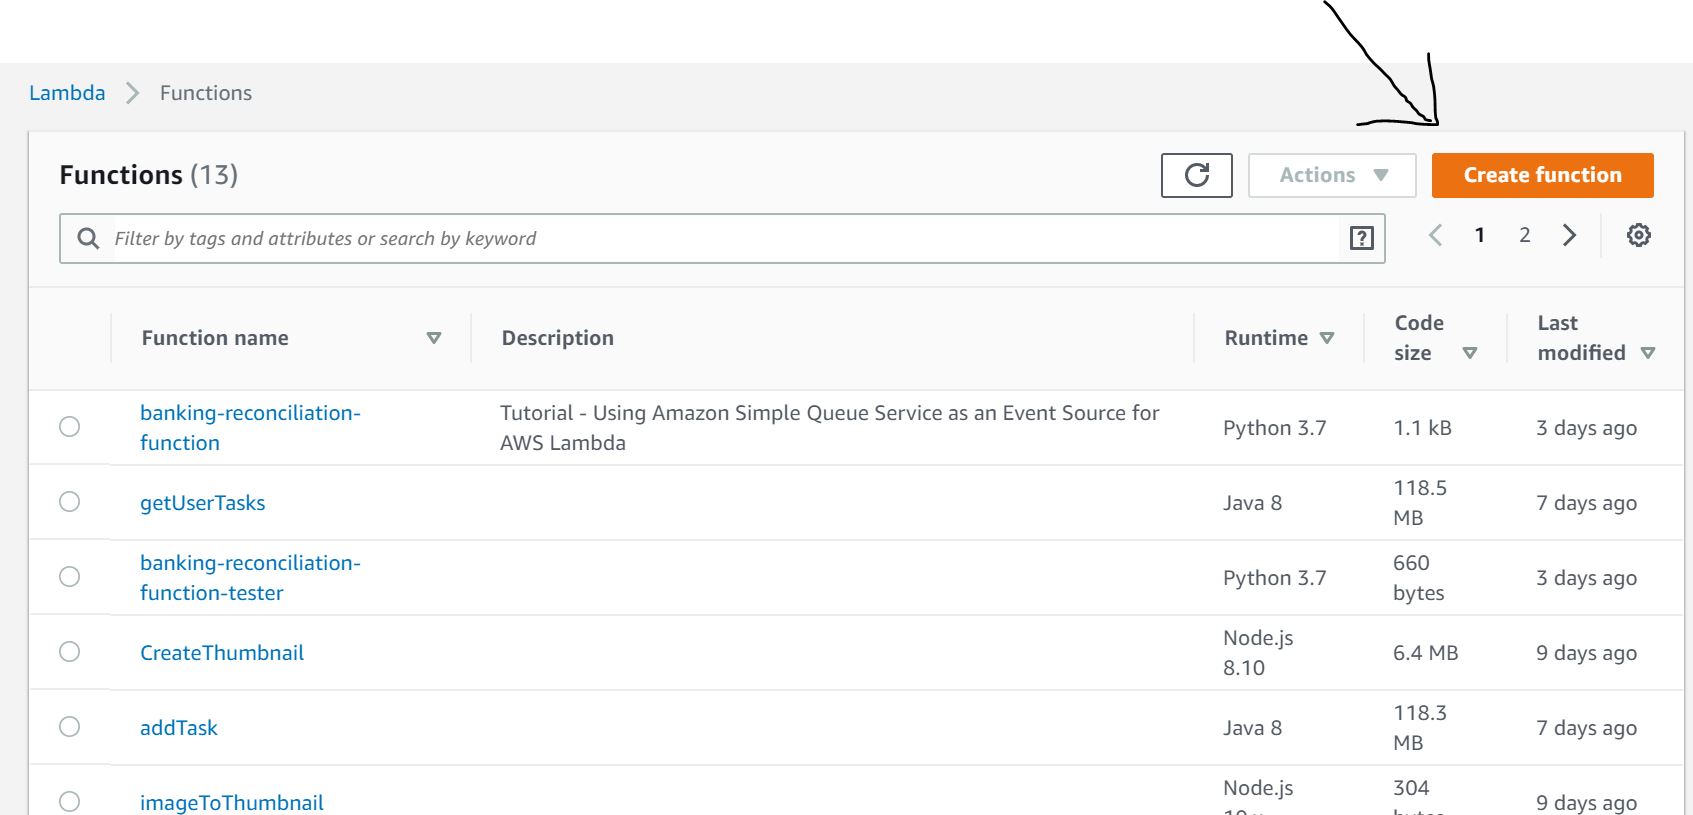 Lambda > Functions
Functions (13)
Actions
Create function
Filter by tags and attributes or search by keyword
?
1 2
Function name
Description
Runtime
Code size
Last modified
banking-reconciliation-
function
Tutorial - Using Amazon Simple Queue Service as an Event Source for
AWS Lambda
Python 3.7
1.1 kB
3 days ago
getUserTasks
Java 8
118.5
MB
7 days ago
banking-reconciliation-
function-tester
Python 3.7
660
bytes
3 days ago
CreateThumbnail
Node.js
8.10
6.4 MB
9 days ago
addTask
Java 8
118.3
MB
7 days ago
imageToThumbnail
Node.js
304
9 days ago